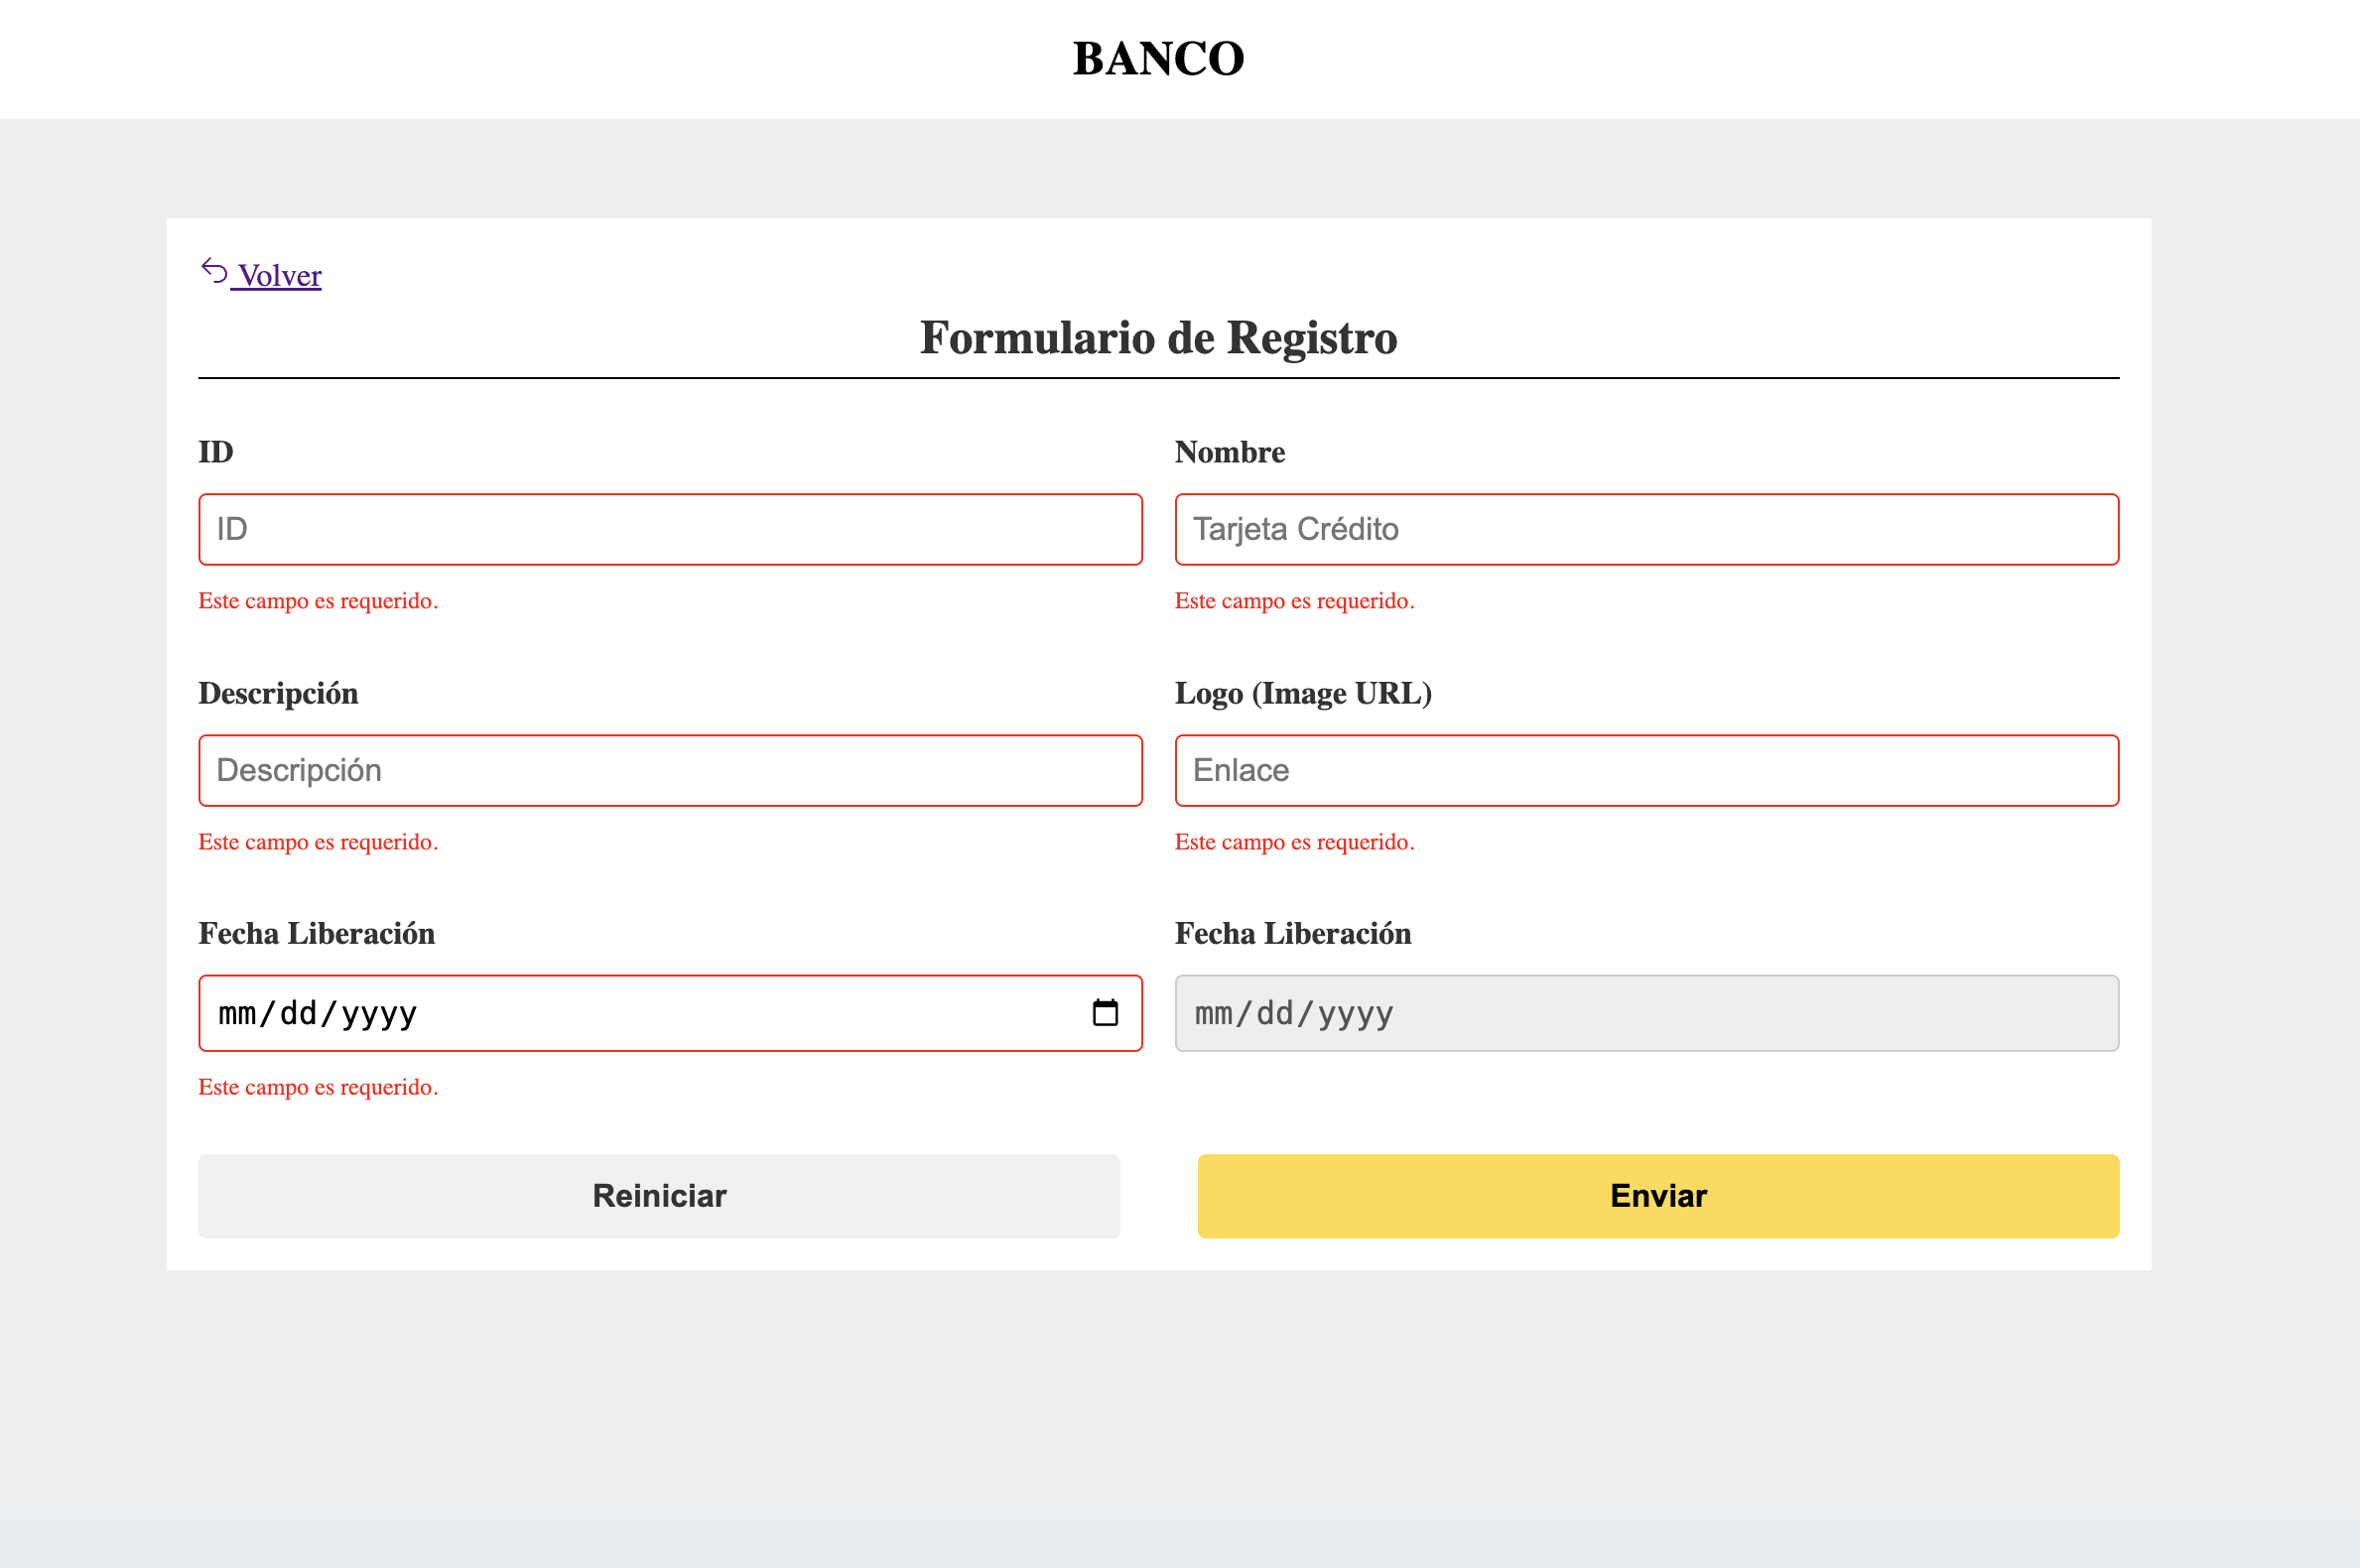 BANCO
Volver
Formulario de Registro
ID
Nombre
ID
Tarjeta Crédito
Este campo es requerido.
Este campo es requerido.
Descripción
Logo (Image URL)
Descripción
Enlace
Este campo es requerido.
Este campo es requerido.
Fecha Liberación
Fecha Liberación
mm/dd/yyyy
mm/dd/yyyy
Este campo es requerido.
Reiniciar
Enviar